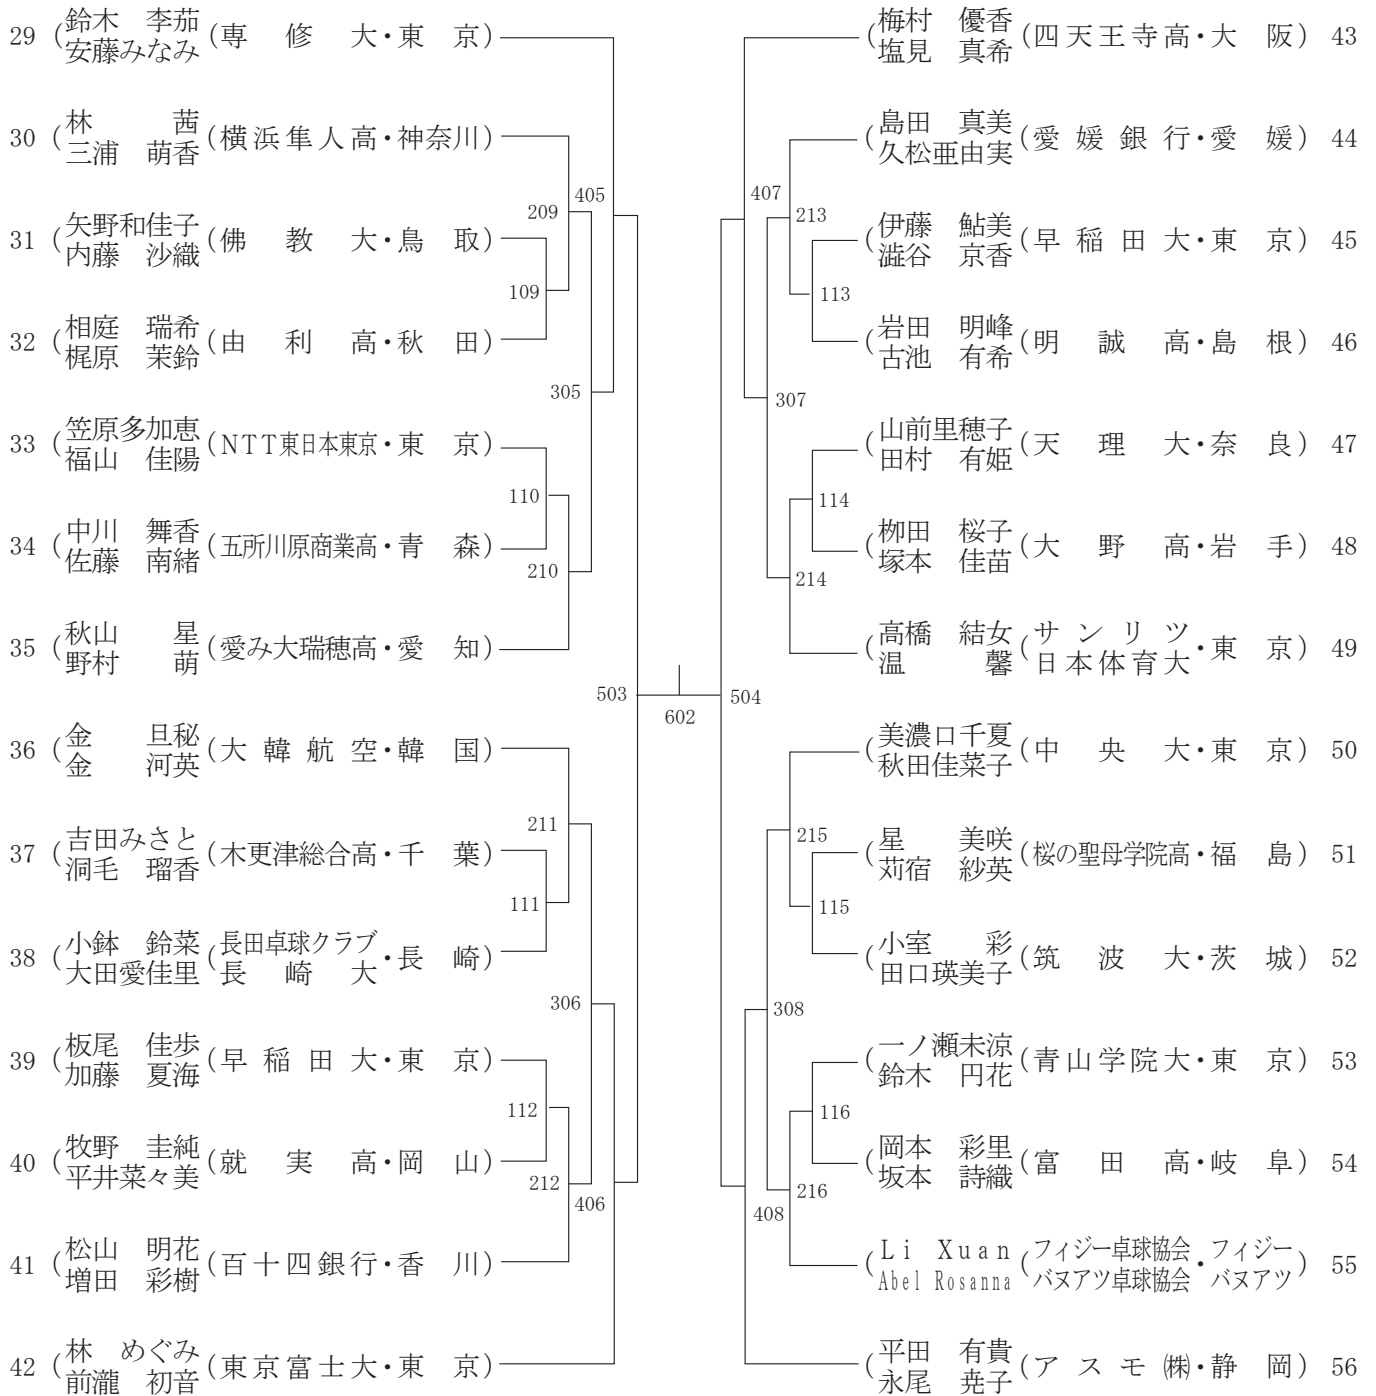 29 (鈴木　李茄 安藤みなみ (専修大・東京)
30 (林　茜 三浦　萌香 (横浜隼人高・神奈川)
31 (矢野和佳子 内藤　沙織 (佛教大・鳥取)
32 (相庭　瑞希 梶原　茉鈴 (由利高・秋田)
33 (笠原多加恵 福山　佳陽 (NTT東日本東京・東京)
34 (中川　舞香 佐藤　南緒 (五所川原商業高・青森)
35 (秋山　星 野村　萌 (愛み大瑞穂高・愛知)
36 (金　旦秘 金　河英 (大韓航空・韓国)
37 (吉田みさと 洞毛　瑠香 (木更津総合高・千葉)
38 (小鉢　鈴菜 大田愛佳里 (長田卓球クラブ 長崎大・長崎)
39 (板尾　佳歩 加藤　夏海 (早稲田大・東京)
40 (牧野　圭純 平井菜々美 (就実高・岡山)
41 (松山　明花 増田　彩樹 (百十四銀行・香川)
42 (林　めぐみ 前瀧　初音 (東京富士大・東京)
405
209
109
305
110
210
503
211
111
306
112
212
406
602
504
407
213
113
307
114
214
215
115
308
116
216
408
(梅村　優香 塩見　真希 (四天王寺高・大阪) 43
(島田　真美 久松亜由実 (愛媛銀行・愛媛) 44
(伊藤　鮎美 澁谷　京香 (早稲田大・東京) 45
(岩田　明峰 古池　有希 (明誠高・島根) 46
(山前里穂子 田村　有姫 (天理大・奈良) 47
(栁田　桜子 塚本　佳苗 (大野高・岩手) 48
(高橋　結女 温　馨 (サンリツ 日本体育大・東京) 49
(美濃口千夏 秋田佳菜子 (中央大・東京) 50
(星　美咲 苅宿　紗英 (桜の聖母学院高・福島) 51
(小室　彩 田口瑛美子 (筑波大・茨城) 52
(一ノ瀬未涼 鈴木　円花 (青山学院大・東京) 53
(岡本　彩里 坂本　詩織 (富田高・岐阜) 54
(Li Xuan Abel Rosanna (フィジー卓球協会 バヌアツ卓球協会・フィジー バヌアツ) 55
(平田　有貴 永尾　尭子 (アスモ㈱・静岡) 56